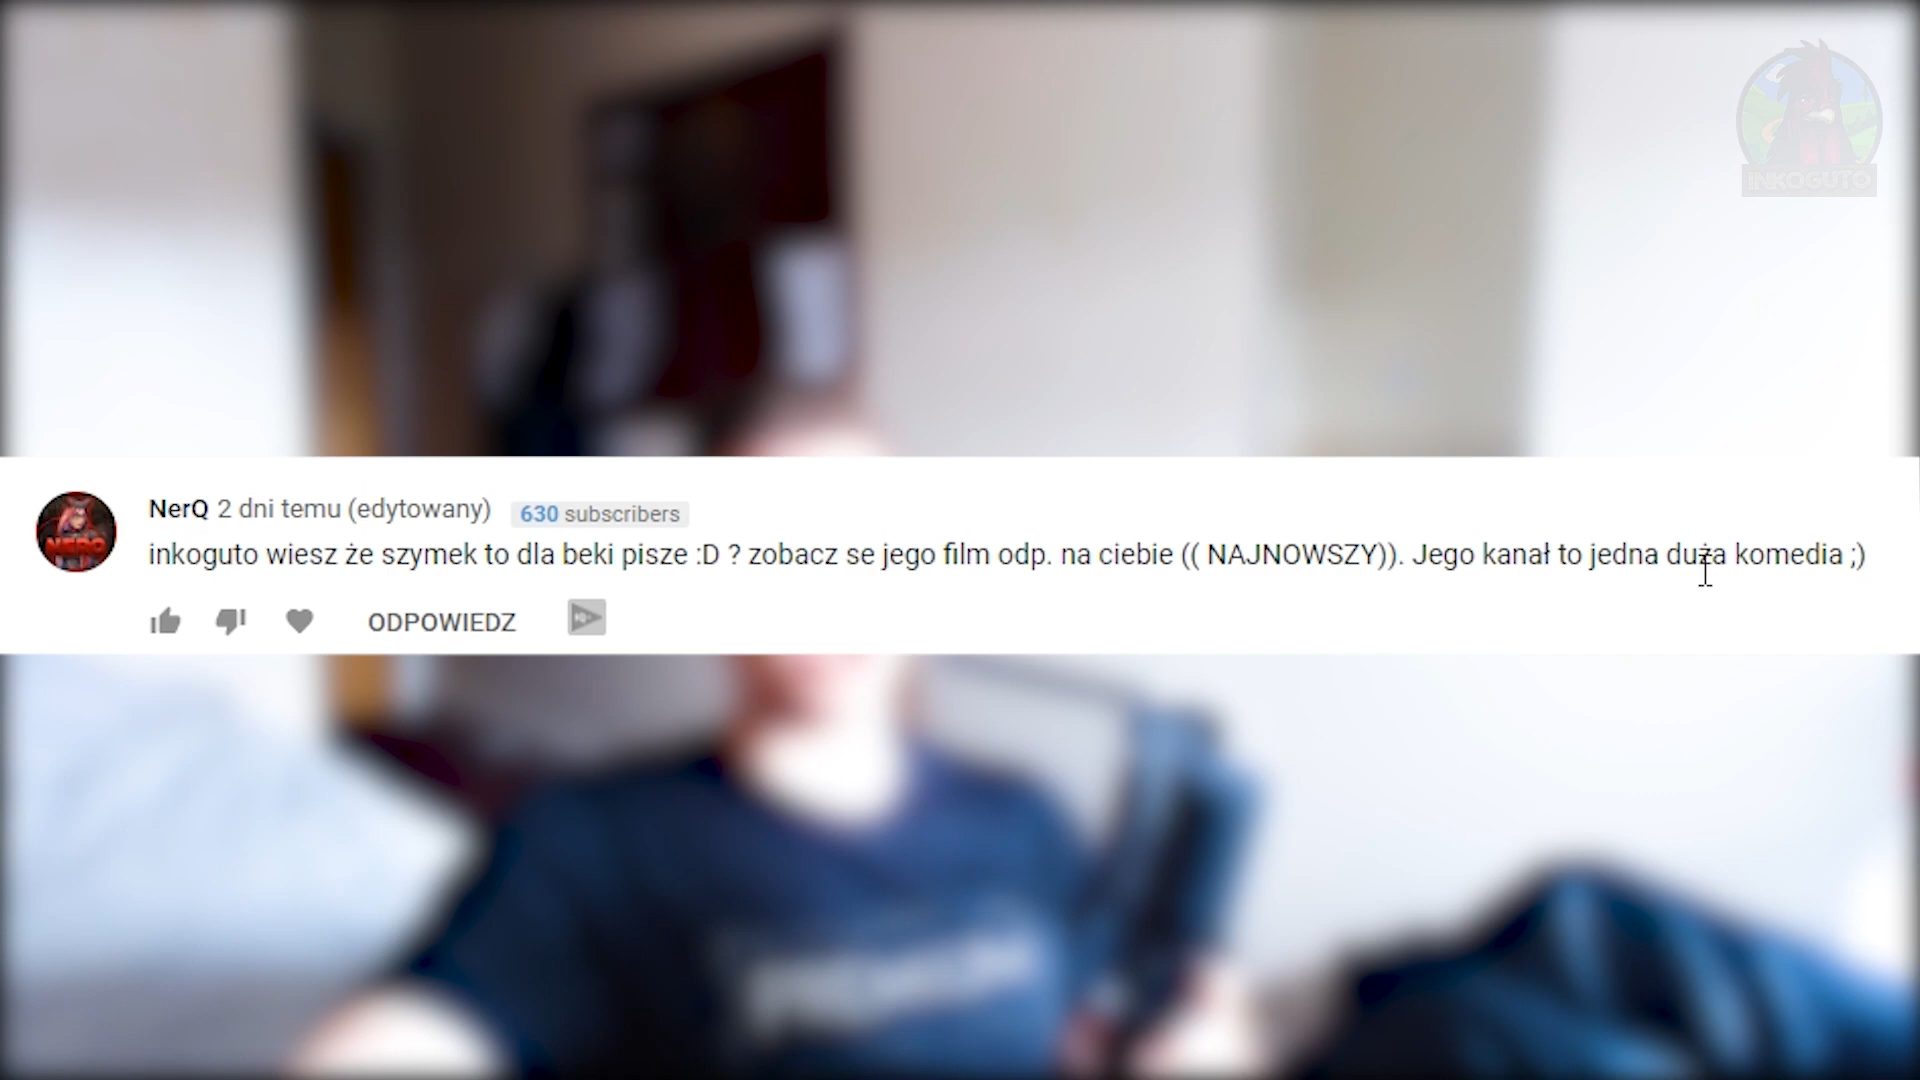 INKOGUTO
NerQ 2 dni temu (edytowany) 630 subscribers
inkoguto wiesz że szymek to dla beki pisze :D ? zobacz se jego film odp. na ciebie (( NAJNOWSZY)). Jego kanał to jedna duża komedia ;)
ODPOWIEDZ